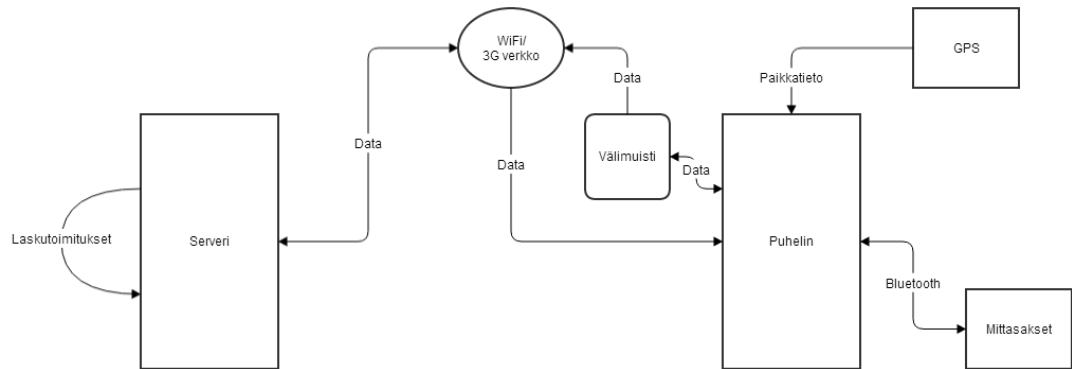 WiFi/
3G verkko
GPS
Data
Paikkatieto
Data
Data
Välimuisti
Data
Laskutoimitukset
Serveri
Puhelin
Bluetooth
Mittasakset